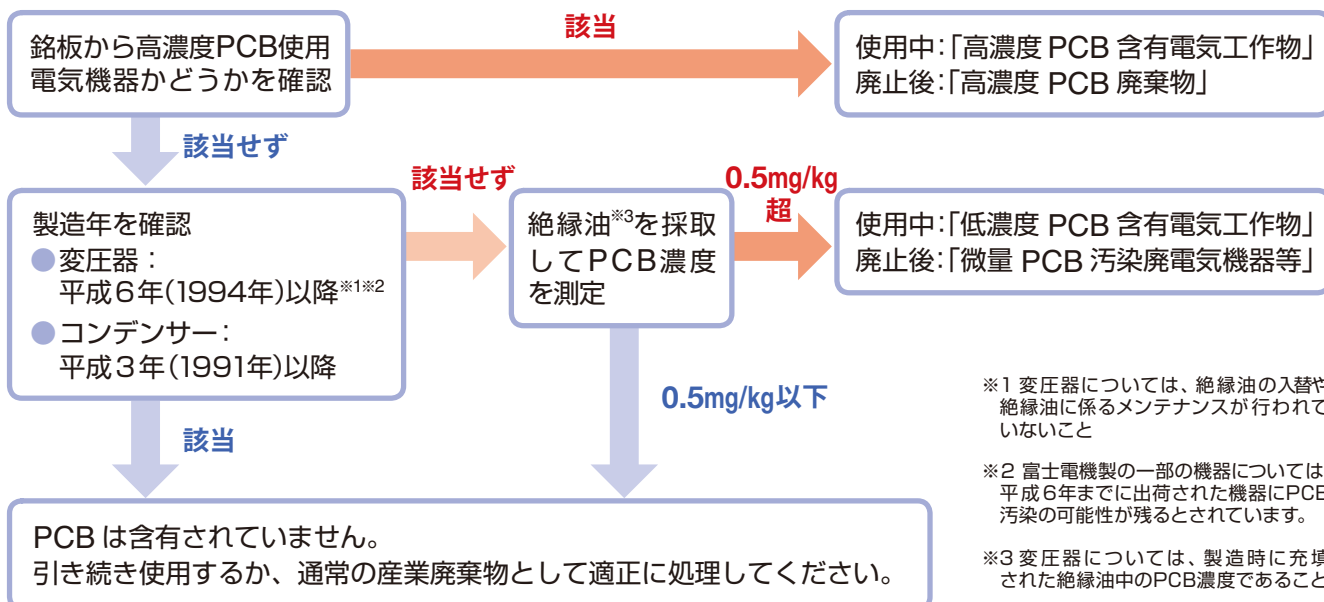 銘板から高濃度PCB使用
電気機器かどうかを確認
該当
使用中:「高濃度 PCB 含有電気工作物」
廃止後:「高濃度 PCB 廃棄物」
該当せず
製造年を確認
●変圧器：
平成6年(1994年)以降※1※2
●コンデンサー：
平成3年(1991年)以降
該当せず
絶縁油※3を採取
してPCB濃度
を測定
0.5mg/kg
超
使用中:「低濃度 PCB 含有電気工作物」
廃止後:「微量 PCB 汚染廃電気機器等」
該当
0.5mg/kg以下
PCB は含有されていません。
引き続き使用するか、通常の産業廃棄物として適正に処理してください。
※1 変圧器については、絶縁油の入替や
絶縁油に係るメンテナンスが行われて
いないこと
※2 富士電機製の一部の機器については
平成6年までに出荷された機器にPCB
汚染の可能性が残るとされています。
※3 変圧器については、製造時に充填
された絶縁油中のPCB濃度であること